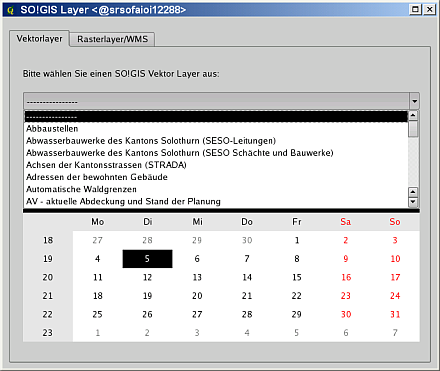 SO!GIS Layer <@srsofaioi12288>
Vektorlayer Rasterlayer/WMS
Bitte wählen Sie einen SO!GIS Vektor Layer aus:
----------------
----------------
Abbaustellen
Abwasserbauwerke des Kantons Solothurn (SESO-Leitungen)
Abwasserbauwerke des Kantons Solothurn (SESO Schächte und Bauwerke)
Achsen der Kantonsstrassen (STRADA)
Adressen der bewohnten Gebäude
Automatische Waldgrenzen
AV - aktuelle Abdeckung und Stand der Planung
Mo Di Mi Do Fr Sa So
18 27 28 29 30 1 2 3
19 4 5 6 7 8 9 10
20 11 12 13 14 15 16 17
21 18 19 20 21 22 23 24
22 25 26 27 28 29 30 31
23 1 2 3 4 5 6 7